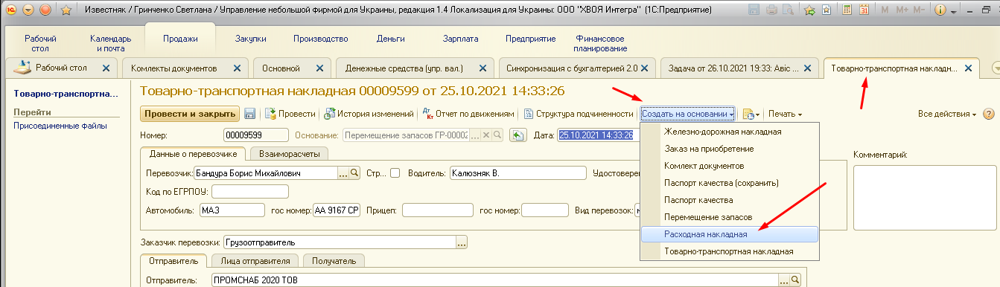 Известняк / Гринченко Светлана / Управление небольшой фирмой для Украины, редакция 1.4 Локализация для Украины: ООО "ХВОЯ Интегра" (1С:Предприятие)
M M+ M-
Рабочий стол
Календарь и почта
Продажи
Закупки
Производство
Деньги
Зарплата
Предприятие
Финансовое планирование
Рабочий стол
Комлекты документов
Основной
Денежные средства (упр. вал.)
Синхронизация с бухгалтерией 2.0
Задача от 26.10.2021 19:33: Авіс ...
Товарно-транспортная накладн...
Товарно-транспортна...
Перейти
Присоединенные файлы
Товарно-транспортная накладная 00009599 от 25.10.2021 14:33:26
Провести и закрыть
Провести
История изменений
Дт Кт Отчет по движениям
Структура подчиненности
Создать на основании
Печать
Все действия
Номер: 00009599 Основание: Перемещение запасов ГР-00002 ... Дата: 25.10.2021 14:33:26
Железно-дорожная накладная
Заказ на приобретение
Комлект документов
Паспорт качества (сохранить)
Паспорт качества
Перемещение запасов
Расходная накладная
Товарно-транспортная накладная
Данные о перевозчике
Взаиморасчеты
Комментарий:
Перевозчик: Бандура Борис Михайлович ... Стр... Водитель: Калюзняк В. Удостовере
Код по ЕГРПОУ:
Автомобиль: МАЗ гос номер: АА 9167 СР Прицеп: гос номер: Вид перевозок:
Заказчик перевозки: Грузоотправитель ...
Отправитель
Лица отправителя
Получатель
Отправитель: ПРОМСНАБ 2020 ТОВ ...